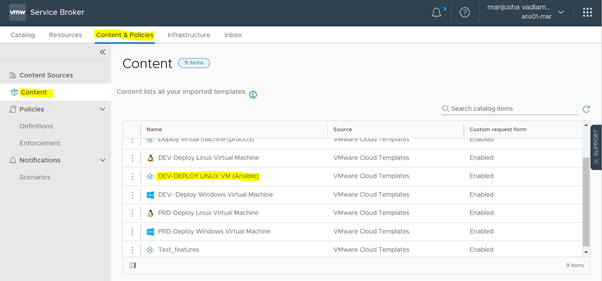 vmw Service Broker
3
manjusha vadlam...
ans01-mar
Catalog Resources Content & Policies Infrastructure Inbox
«
Content Sources
Content
Policies
Definitions
Enforcement
Notifications
Scenarios
Content 9 items
Content lists all your imported templates.
Search catalog items
Name Source Custom request form
Deploy Virtual Machine [prd003] VMware Cloud Templates Enabled
DEV-Deploy Linux Virtual Machine VMware Cloud Templates Enabled
DEV-DEPLOY LINUX VM (Ansible) VMware Cloud Templates Enabled
DEV- Deploy Windows Virtual Machine VMware Cloud Templates Enabled
PRD-Deploy Linux Virtual Machine VMware Cloud Templates Enabled
PRD-Deploy Windows Virtual Machine VMware Cloud Templates Enabled
Test_features VMware Cloud Templates Enabled
9 items
SUPPORT